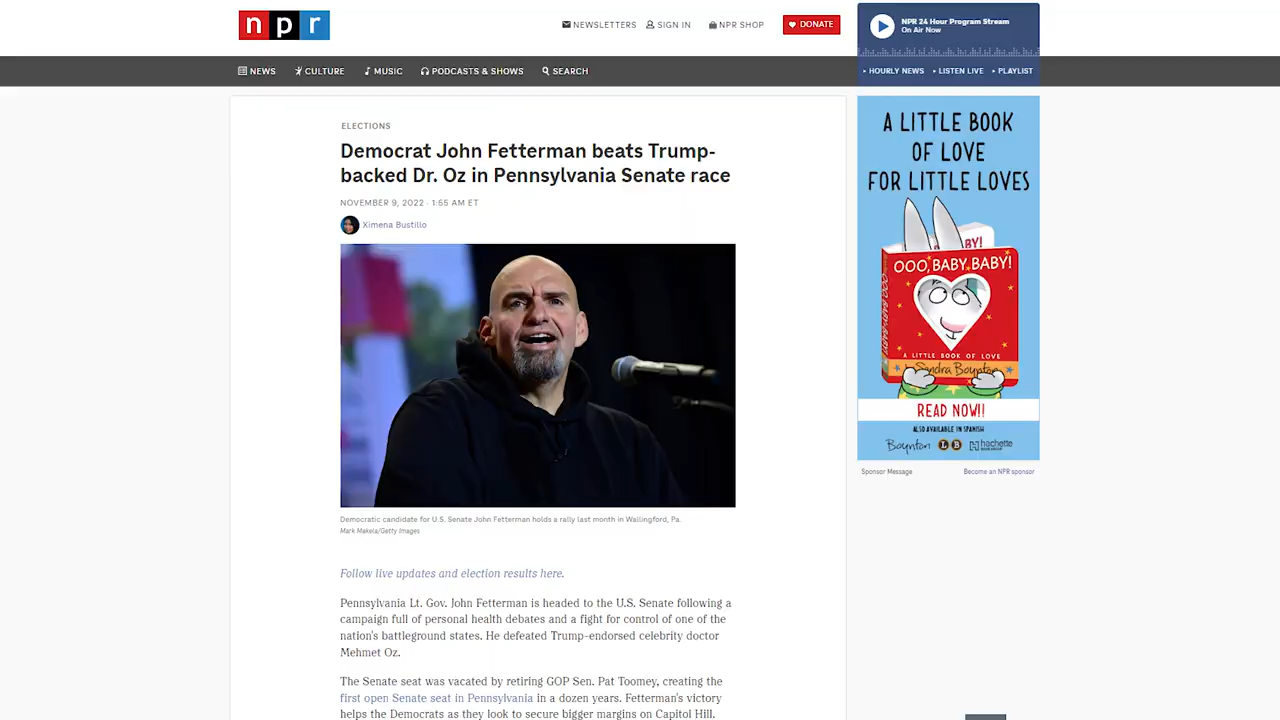 npr
NEWSLETTERS
SIGN IN
NPR SHOP
DONATE
NPR 24 Hour Program Stream
On Air Now
NEWS
CULTURE
MUSIC
PODCASTS & SHOWS
SEARCH
HOURLY NEWS
LISTEN LIVE
PLAYLIST
ELECTIONS
Democrat John Fetterman beats Trump-
backed Dr. Oz in Pennsylvania Senate race
NOVEMBER 9, 2022 · 1:55 AM ET
Ximena Bustillo
Democratic candidate for U.S. Senate John Fetterman holds a rally last month in Wallingford, Pa.
Mark Makela/Getty Images
Follow live updates and election results here.
Pennsylvania Lt. Gov. John Fetterman is headed to the U.S. Senate following a
campaign full of personal health debates and a fight for control of one of the
nation's battleground states. He defeated Trump-endorsed celebrity doctor
Mehmet Oz.
The Senate seat was vacated by retiring GOP Sen. Pat Toomey, creating the
first open Senate seat in Pennsylvania in a dozen years. Fetterman's victory
helps the Democrats as they look to secure bigger margins on Capitol Hill.
A LITTLE BOOK
OF LOVE
FOR LITTLE LOVES
BY!
OOO, BABY, BABY!
A LITTLE BOOK OF LOVE
Sandra Boynton
READ NOW!!
ALSO AVAILABLE IN SPANISH
Boynton
L B
hachette
Sponsor Message
Become an NPR sponsor